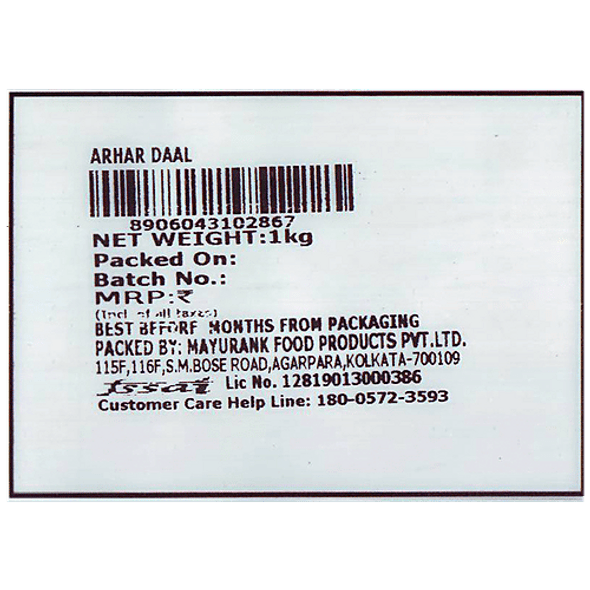 ARHAR DAAL
8906043102867
NET WEIGHT:1kg
Packed On:
Batch No.:
MRP:₹
(Incl. of all taxes)
BEST BEFORE MONTHS FROM PACKAGING
PACKED BY: MAYURANK FOOD PRODUCTS PVT.LTD.
115F,116F,S.M.BOSE ROAD,AGARPARA,KOLKATA-700109
fssai Lic No. 12819013000386
Customer Care Help Line: 180-0572-3593